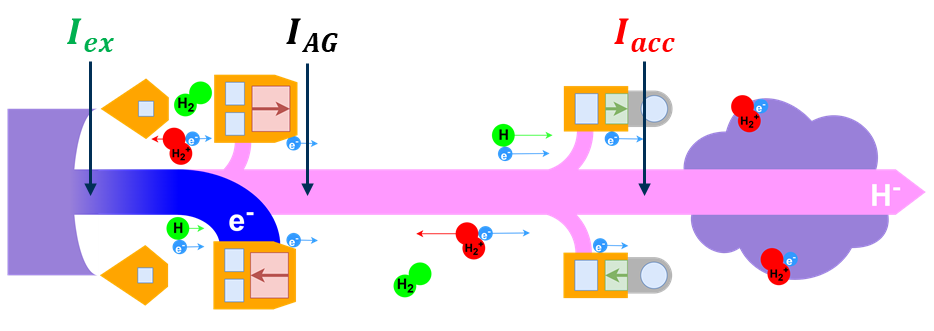 I_ex I_AG I_acc
H₂ H₂⁺ e⁻
e⁻
H e⁻
H₂⁺ e⁻
e⁻
H e⁻ e⁻ H⁻
H₂⁺ e⁻
e⁻
e⁻
H₂
H₂⁺ e⁻